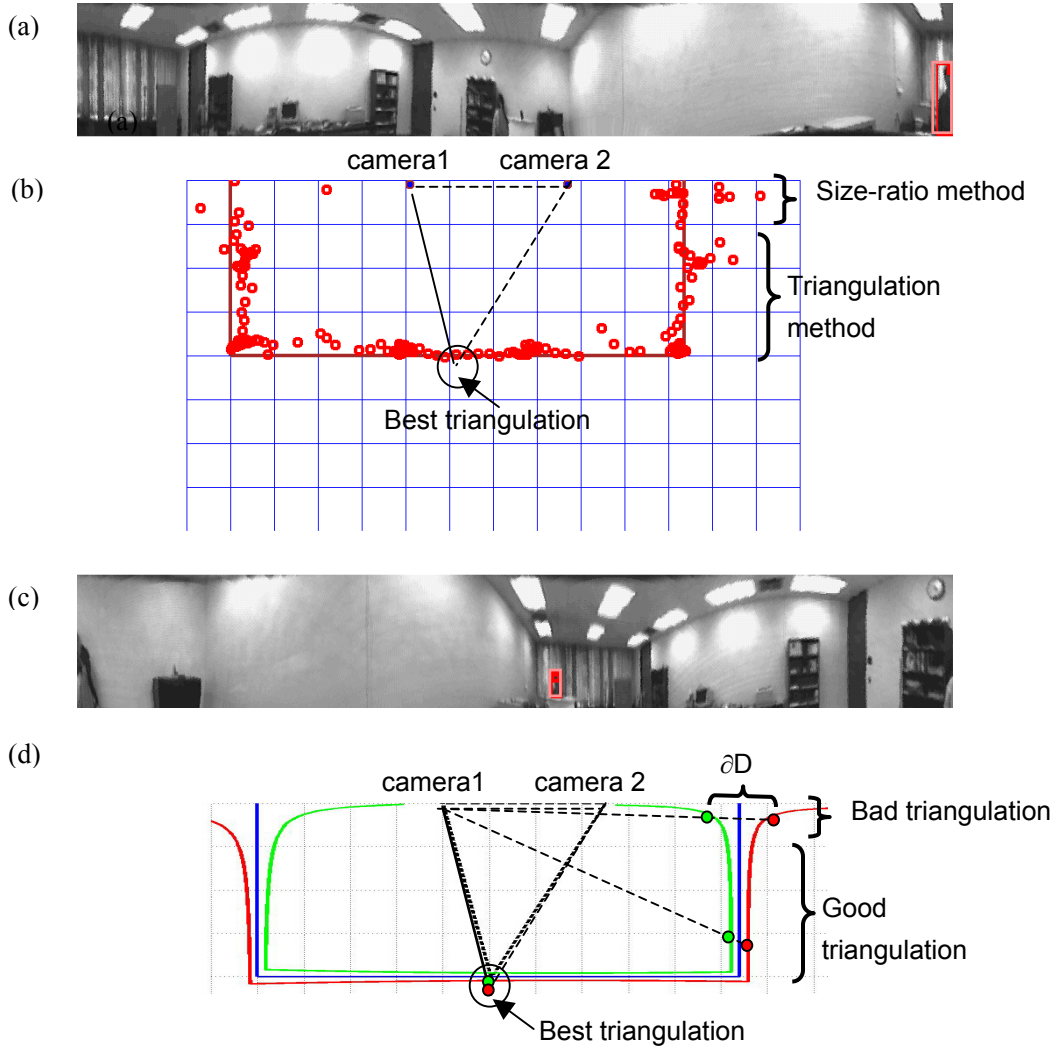 (a)
(a)
camera1 camera 2
(b)
Size-ratio method
Triangulation
method
Best triangulation
(c)
(d)
∂D
camera1 camera 2
Bad triangulation
Good
triangulation
Best triangulation